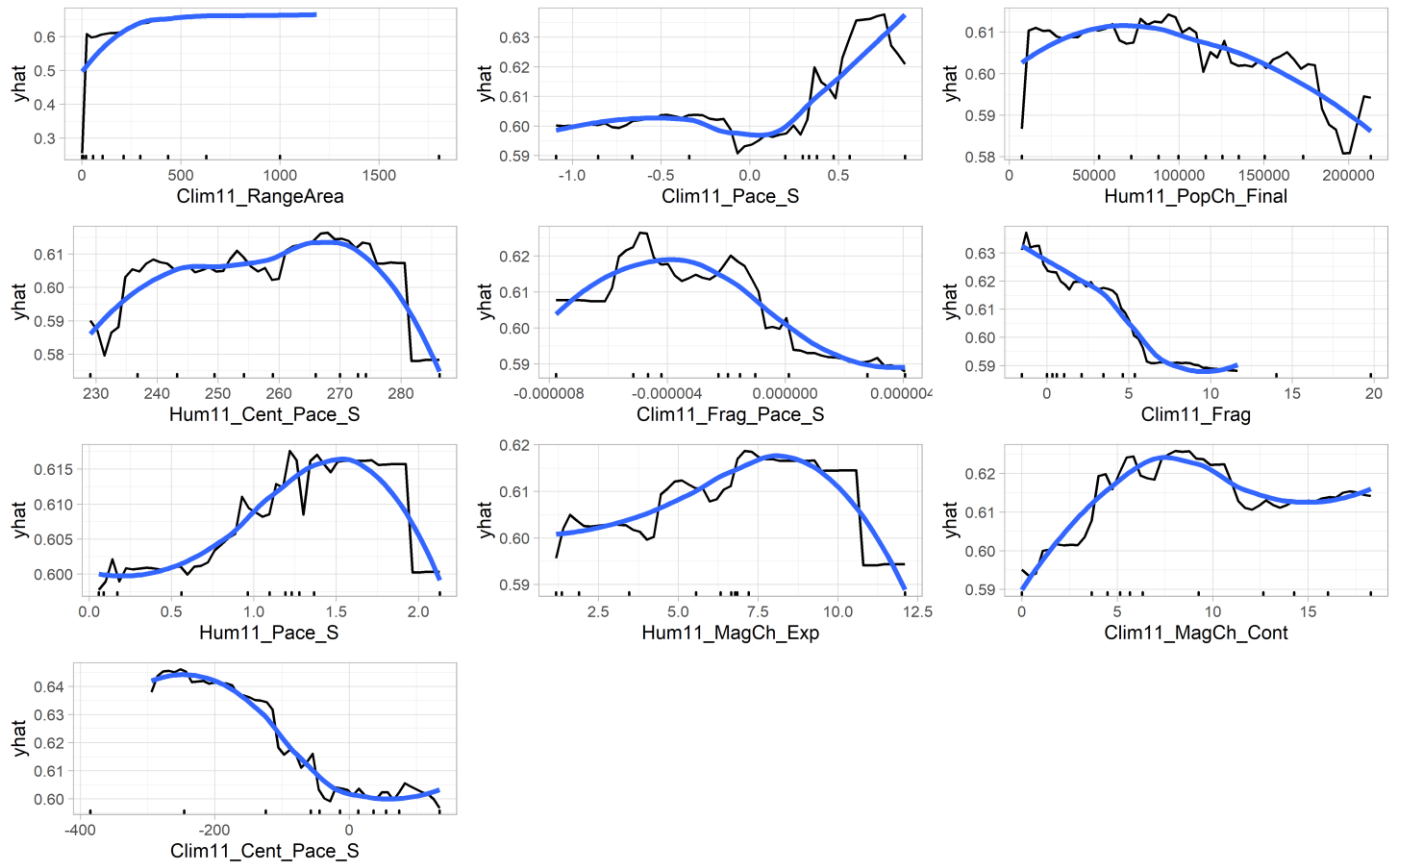 yhat
0.6
0.5
0.4
0.3
0 500 1000 1500
Clim11_RangeArea
yhat
0.63
0.62
0.61
0.60
0.59
-1.0 -0.5 0.0 0.5
Clim11_Pace_S
yhat
0.61
0.60
0.59
0.58
0 50000 100000 150000 200000
Hum11_PopCh_Final
yhat
0.61
0.60
0.59
0.58
230 240 250 260 270 280
Hum11_Cent_Pace_S
yhat
0.62
0.61
0.60
0.59
-0.000008 -0.000004 0.000000 0.000004
Clim11_Frag_Pace_S
yhat
0.63
0.62
0.61
0.60
0.59
0 5 10 15 20
Clim11_Frag
yhat
0.615
0.610
0.605
0.600
0.0 0.5 1.0 1.5 2.0
Hum11_Pace_S
yhat
0.62
0.61
0.60
0.59
2.5 5.0 7.5 10.0 12.5
Hum11_MagCh_Exp
yhat
0.62
0.61
0.60
0.59
0 5 10 15
Clim11_MagCh_Cont
yhat
0.64
0.63
0.62
0.61
0.60
-400 -200 0
Clim11_Cent_Pace_S